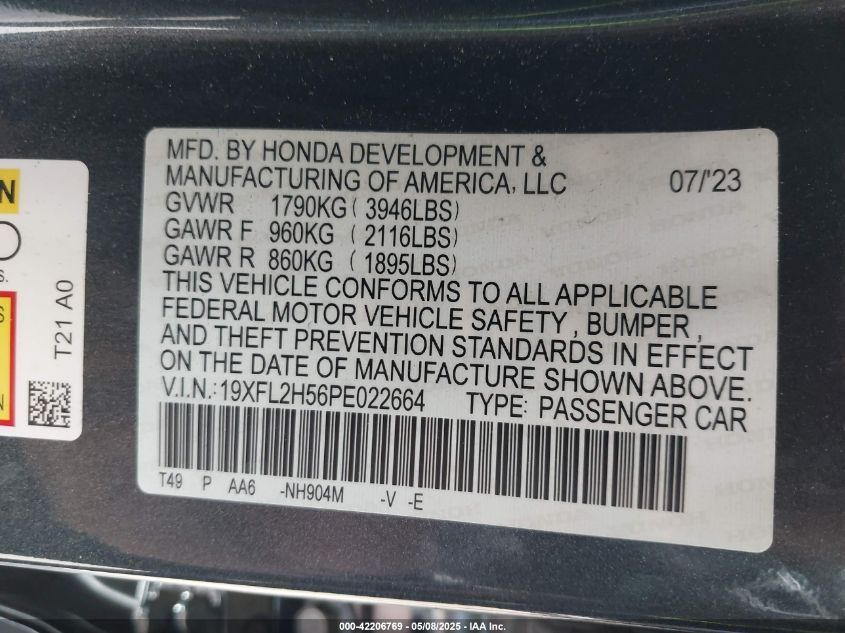 MFD. BY HONDA DEVELOPMENT &
MANUFACTURING OF AMERICA, LLC 07/'23
GVWR 1790KG ( 3946LBS)
GAWR F 960KG ( 2116LBS)
GAWR R 860KG ( 1895LBS)
THIS VEHICLE CONFORMS TO ALL APPLICABLE
FEDERAL MOTOR VEHICLE SAFETY , BUMPER ,
AND THEFT PREVENTION STANDARDS IN EFFECT
ON THE DATE OF MANUFACTURE SHOWN ABOVE.
V.I.N.: 19XFL2H56PE022664 TYPE: PASSENGER CAR
T49 P AA6 -NH904M -V -E
T21 A0
000-42206769 - 05/08/2025 - IAA Inc.